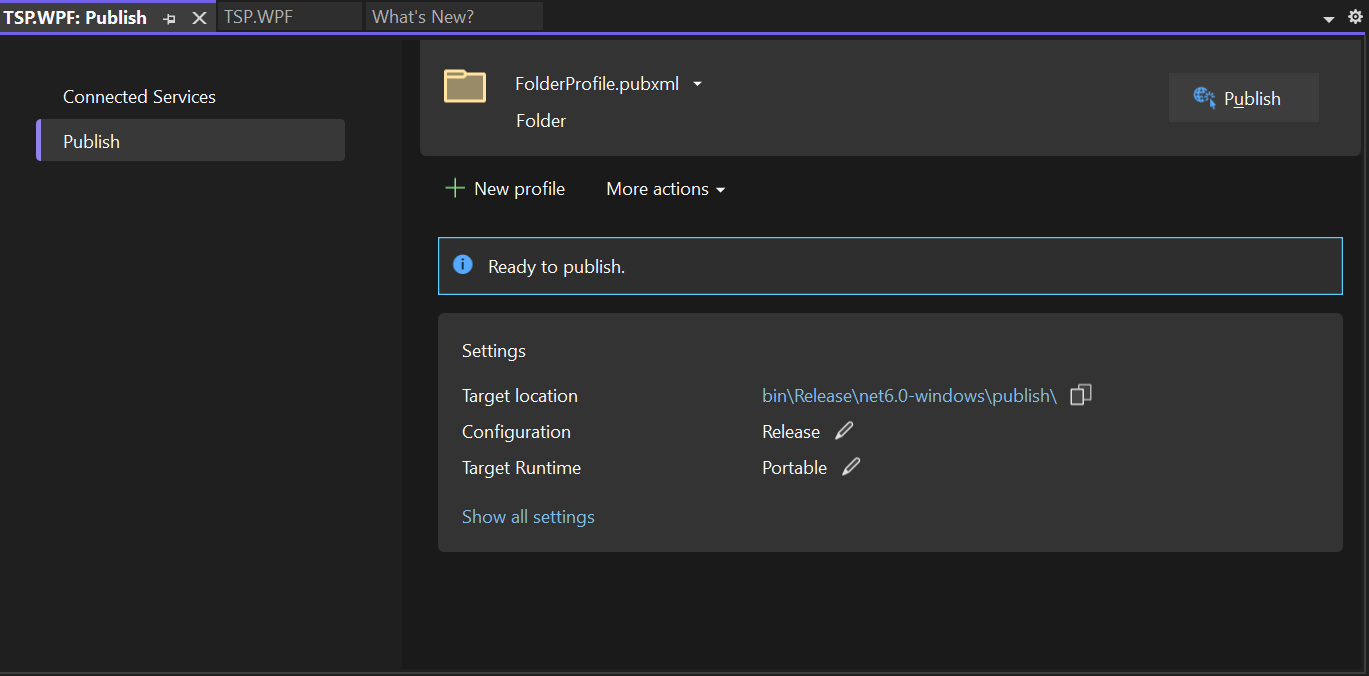 TSP.WPF: Publish
TSP.WPF
What's New?
Connected Services
Publish
FolderProfile.pubxml
Folder
Publish
New profile
More actions
Ready to publish.
Settings
Target location bin\Release\net6.0-windows\publish\
Configuration Release
Target Runtime Portable
Show all settings